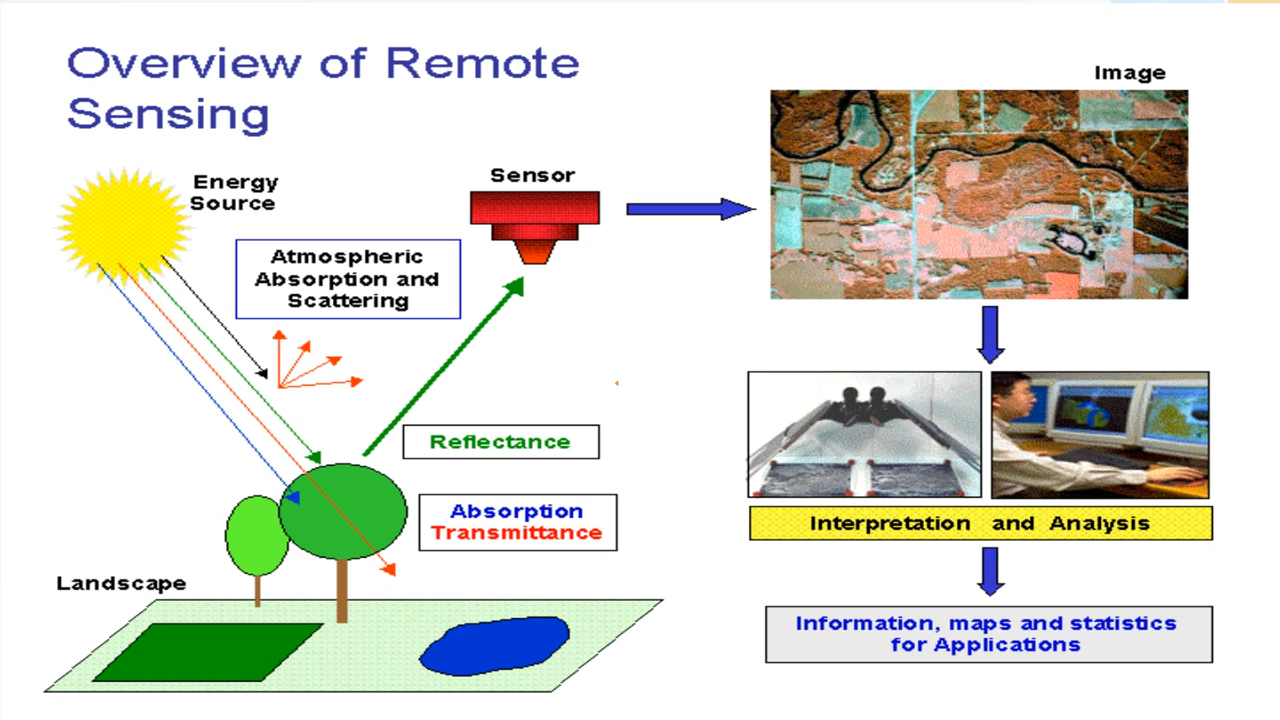 Overview of Remote
Sensing
Energy
Source
Atmospheric
Absorption and
Scattering
Sensor
Image
Reflectance
Absorption
Transmittance
Landscape
Interpretation and Analysis
Information, maps and statistics
for Applications